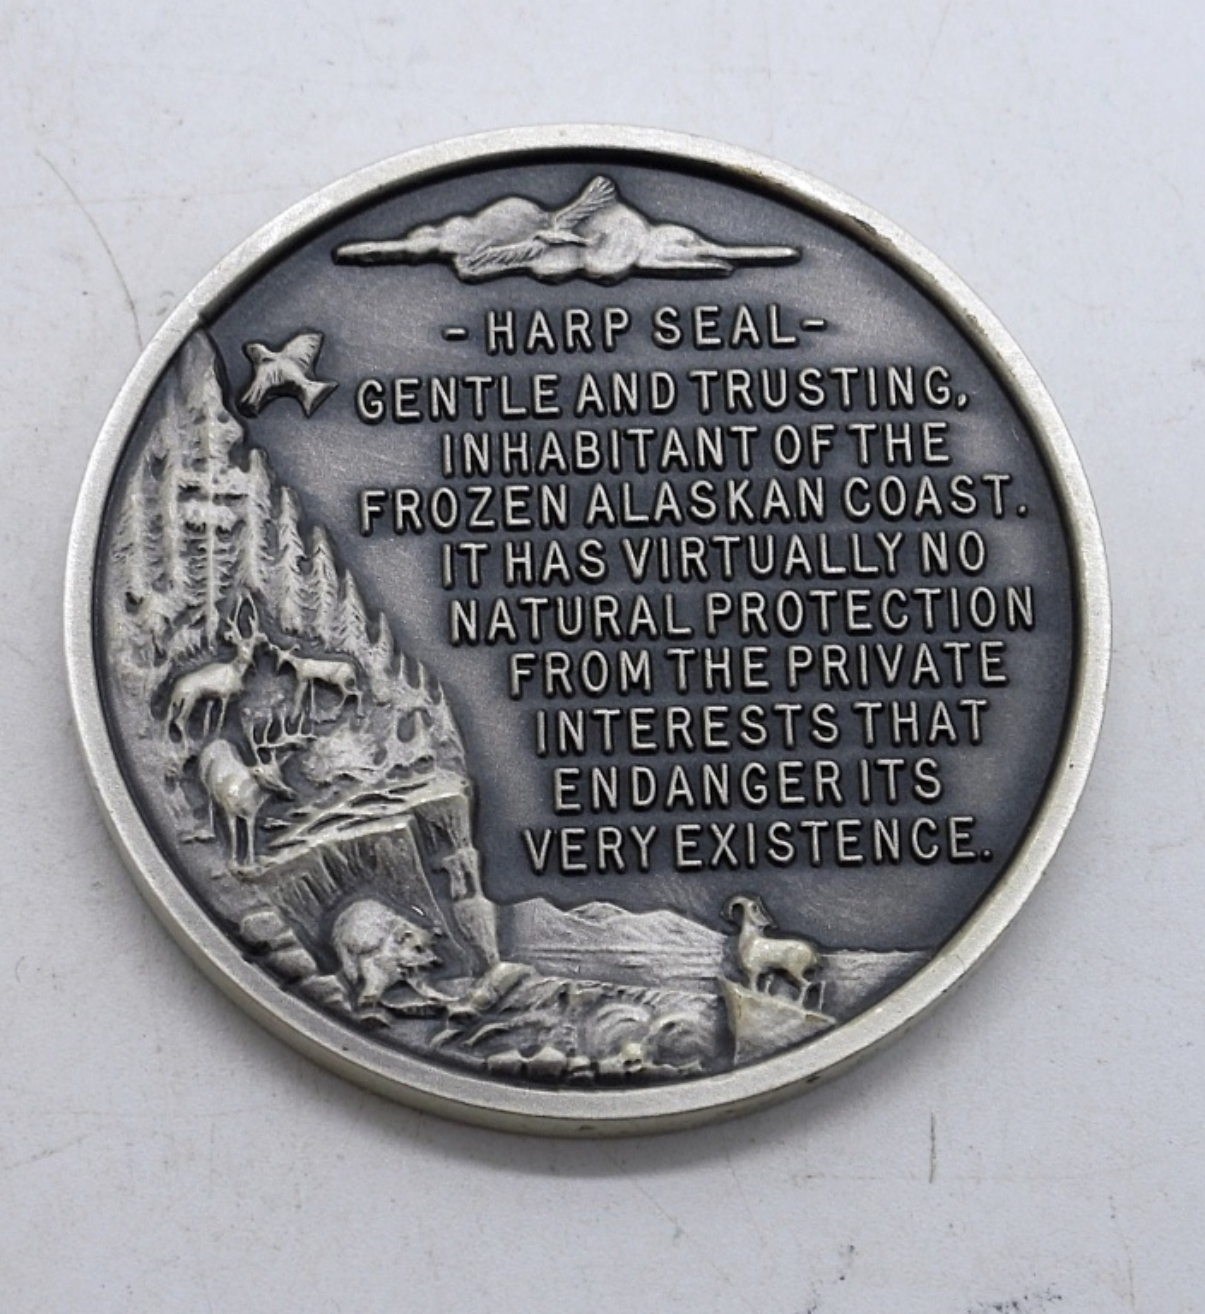 - HARP SEAL -
GENTLE AND TRUSTING,
INHABITANT OF THE
FROZEN ALASKAN COAST.
IT HAS VIRTUALLY NO
NATURAL PROTECTION
FROM THE PRIVATE
INTERESTS THAT
ENDANGER ITS
VERY EXISTENCE.